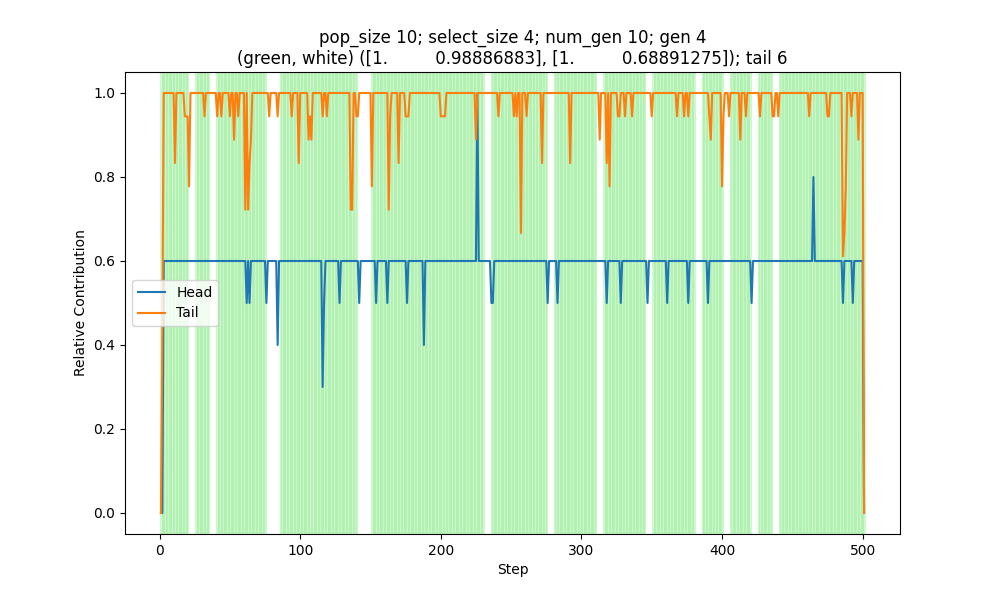 pop_size 10; select_size 4; num_gen 10; gen 4
(green, white) ([1.          0.98886883], [1.          0.68891275]); tail 6
1.0
0.8
0.6
0.4
0.2
0.0
Relative Contribution
Head
Tail
0
100
200
300
400
500
Step